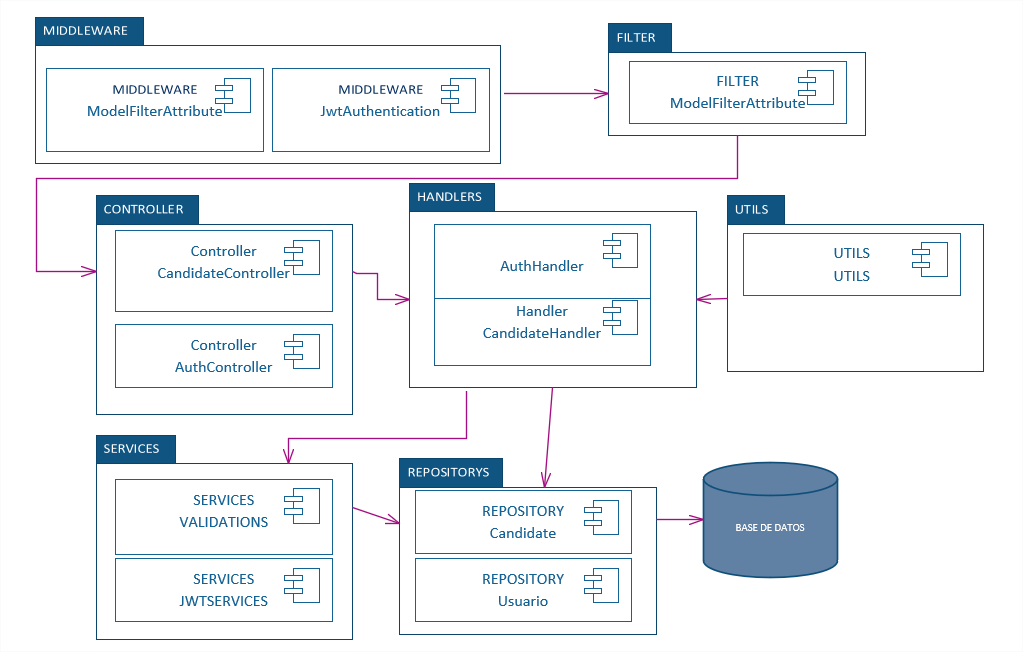 MIDDLEWARE
MIDDLEWARE
ModelFilterAttribute
MIDDLEWARE
JwtAuthentication
FILTER
FILTER
ModelFilterAttribute
CONTROLLER
Controller
CandidateController
Controller
AuthController
HANDLERS
AuthHandler
Handler
CandidateHandler
UTILS
UTILS
UTILS
SERVICES
SERVICES
VALIDATIONS
SERVICES
JWTSERVICES
REPOSITORYS
REPOSITORY
Candidate
REPOSITORY
Usuario
BASE DE DATOS